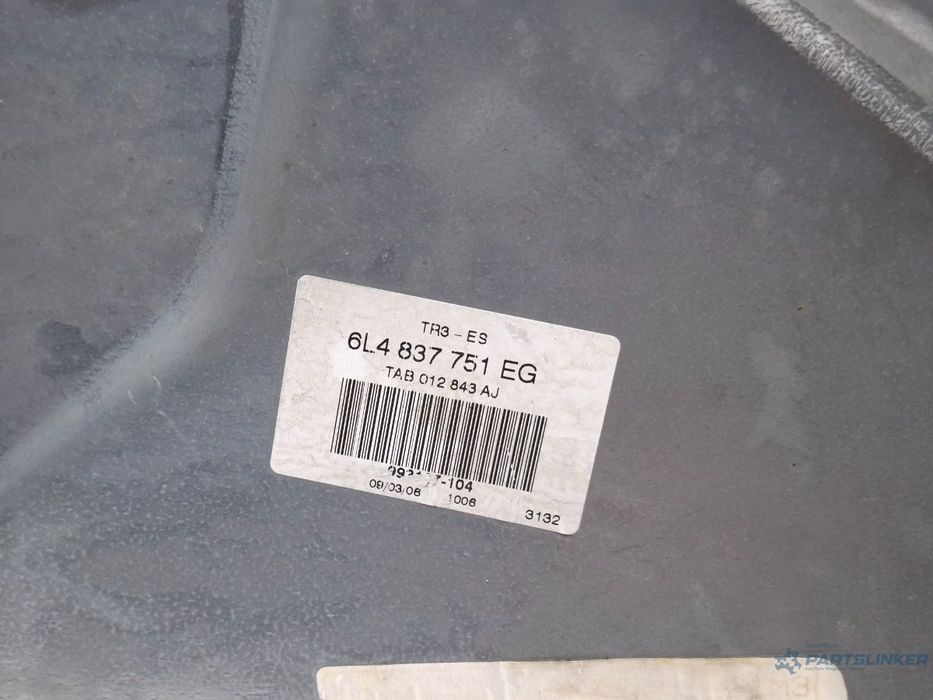 TR3-ES
6L4 837 751 EG
TAB 012 843 AJ
09/03/06 1006
3132
PARTSLINKER